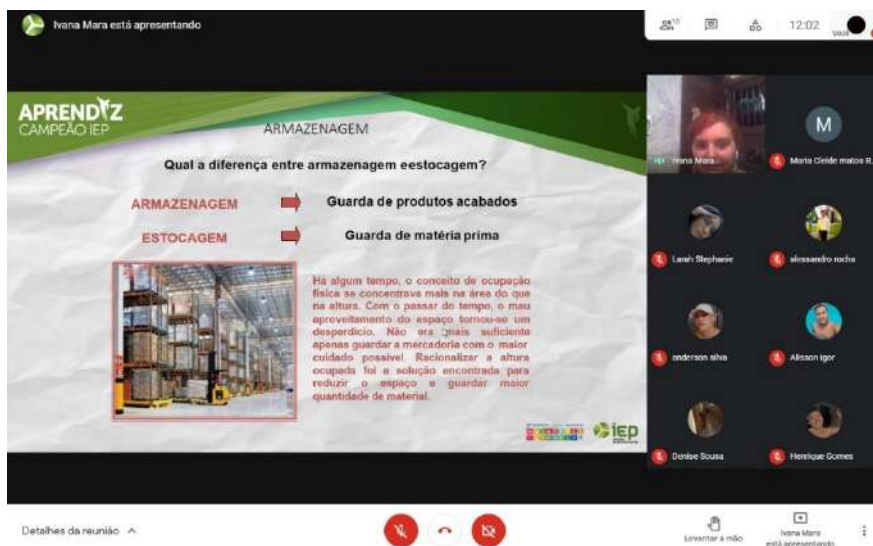 Ivana Mara está apresentando
10
12:02
Você
APRENDIZ
CAMPEÃO IEP
ARMAZENAGEM
Qual a diferença entre armazenagem eestocagem?
ARMAZENAGEM
Guarda de produtos acabados
ESTOCAGEM
Guarda de matéria prima
Há algum tempo, o conceito de ocupação
física se concentrava mais na área do que
na altura. Com o passar do tempo, o mau
aproveitamento do espaço tornou-se um
desperdício. Não era mais suficiente
apenas guardar a mercadoria com o maior
cuidado possível. Racionalizar a altura
ocupada foi a solução encontrada para
reduzir o espaço e guardar maior
quantidade de material.
iep
Ivana Mara
M
Maria Cleide matos R.
Larah Stephanie
alessandro rocha
anderson silva
Alisson igor
Denise Sousa
Henrique Gomes
Detalhes da reunião
Levantar a mão
Ivana Mara
está apresentando